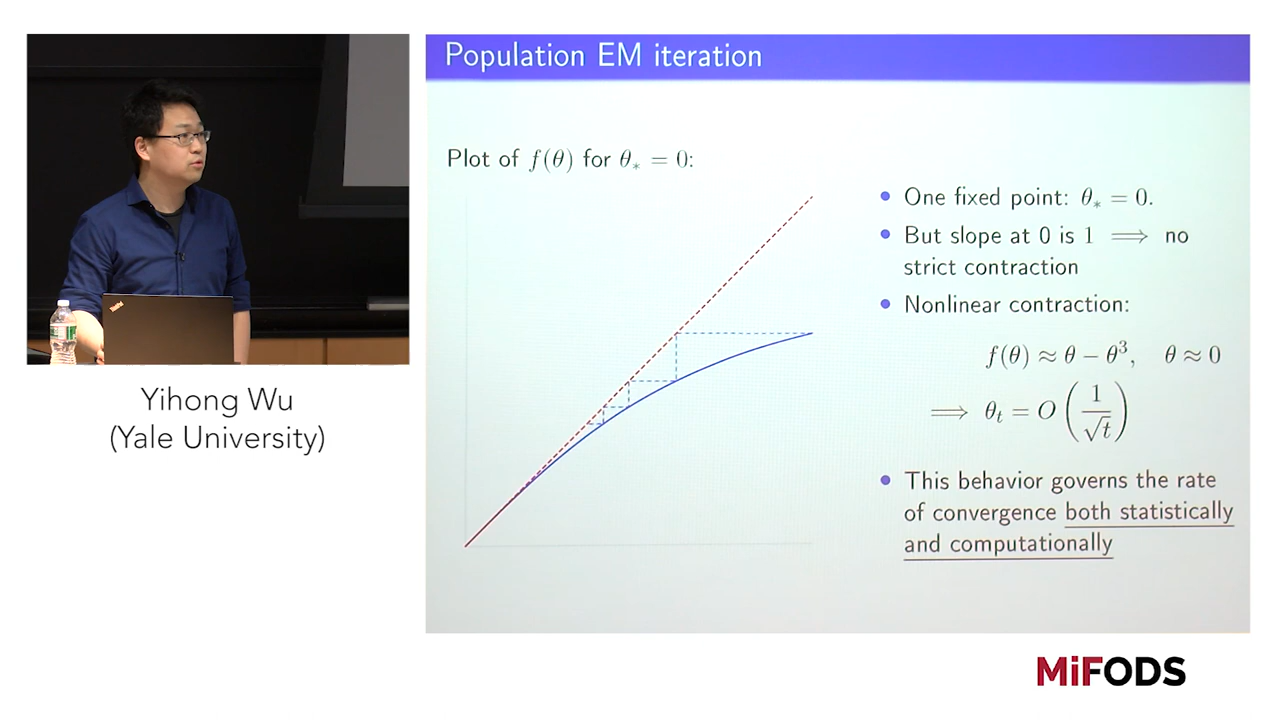 Population EM iteration
Plot of f(θ) for θ* = 0:
• One fixed point: θ* = 0.
• But slope at 0 is 1 ⟹ no
strict contraction
• Nonlinear contraction:
f(θ) ≈ θ − θ³, θ ≈ 0
⟹ θₜ = O(1/√t)
• This behavior governs the rate
of convergence both statistically
and computationally
ThinkPad
Yihong Wu
(Yale University)
MiFODS